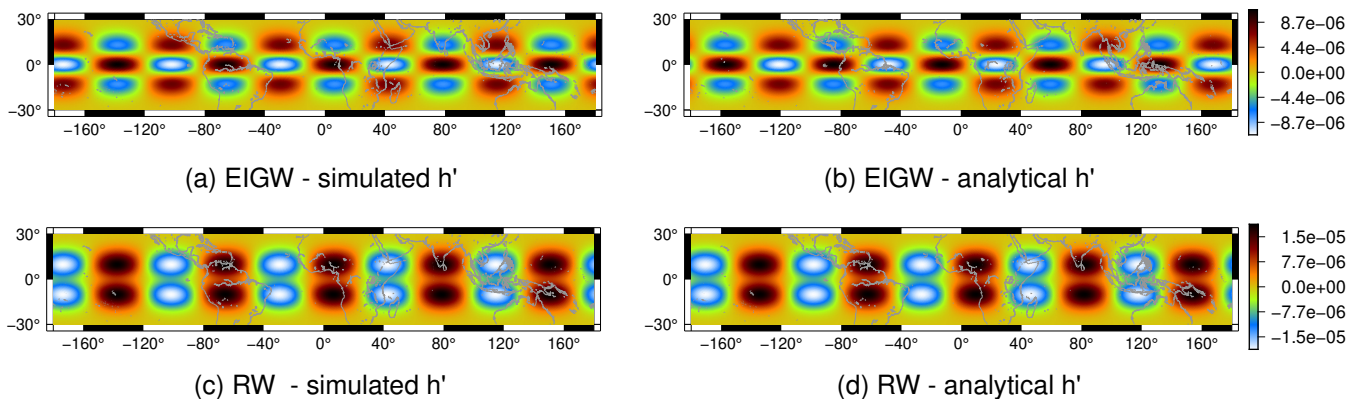 30°
0°
−30°
−160° −120° −80° −40° 0° 40° 80° 120° 160°
(a) EIGW - simulated h'
30°
0°
−30°
−160° −120° −80° −40° 0° 40° 80° 120° 160°
(b) EIGW - analytical h'
8.7e−06
4.4e−06
0.0e+00
−4.4e−06
−8.7e−06
30°
0°
−30°
−160° −120° −80° −40° 0° 40° 80° 120° 160°
(c) RW - simulated h'
30°
0°
−30°
−160° −120° −80° −40° 0° 40° 80° 120° 160°
(d) RW - analytical h'
1.5e−05
7.7e−06
0.0e+00
−7.7e−06
−1.5e−05